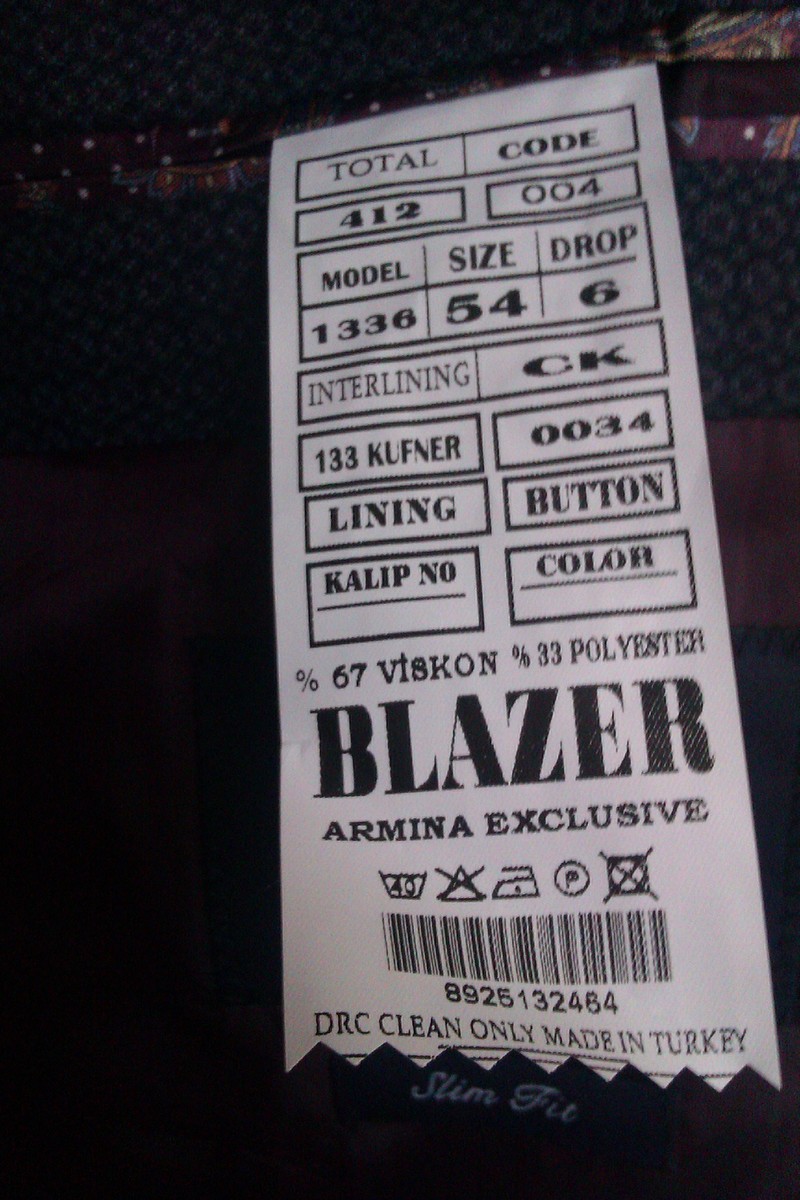 TOTAL CODE
412 004
MODEL SIZE DROP
1336 54 6
INTERLINING CK
133 KUFNER 0034
LINING BUTTON
KALIP NO COLOR
% 67 VİSKON % 33 POLYESTER
BLAZER
ARMINA EXCLUSIVE
40 P
8925132464
DRC CLEAN ONLY MADE IN TURKEY
Slim Fit